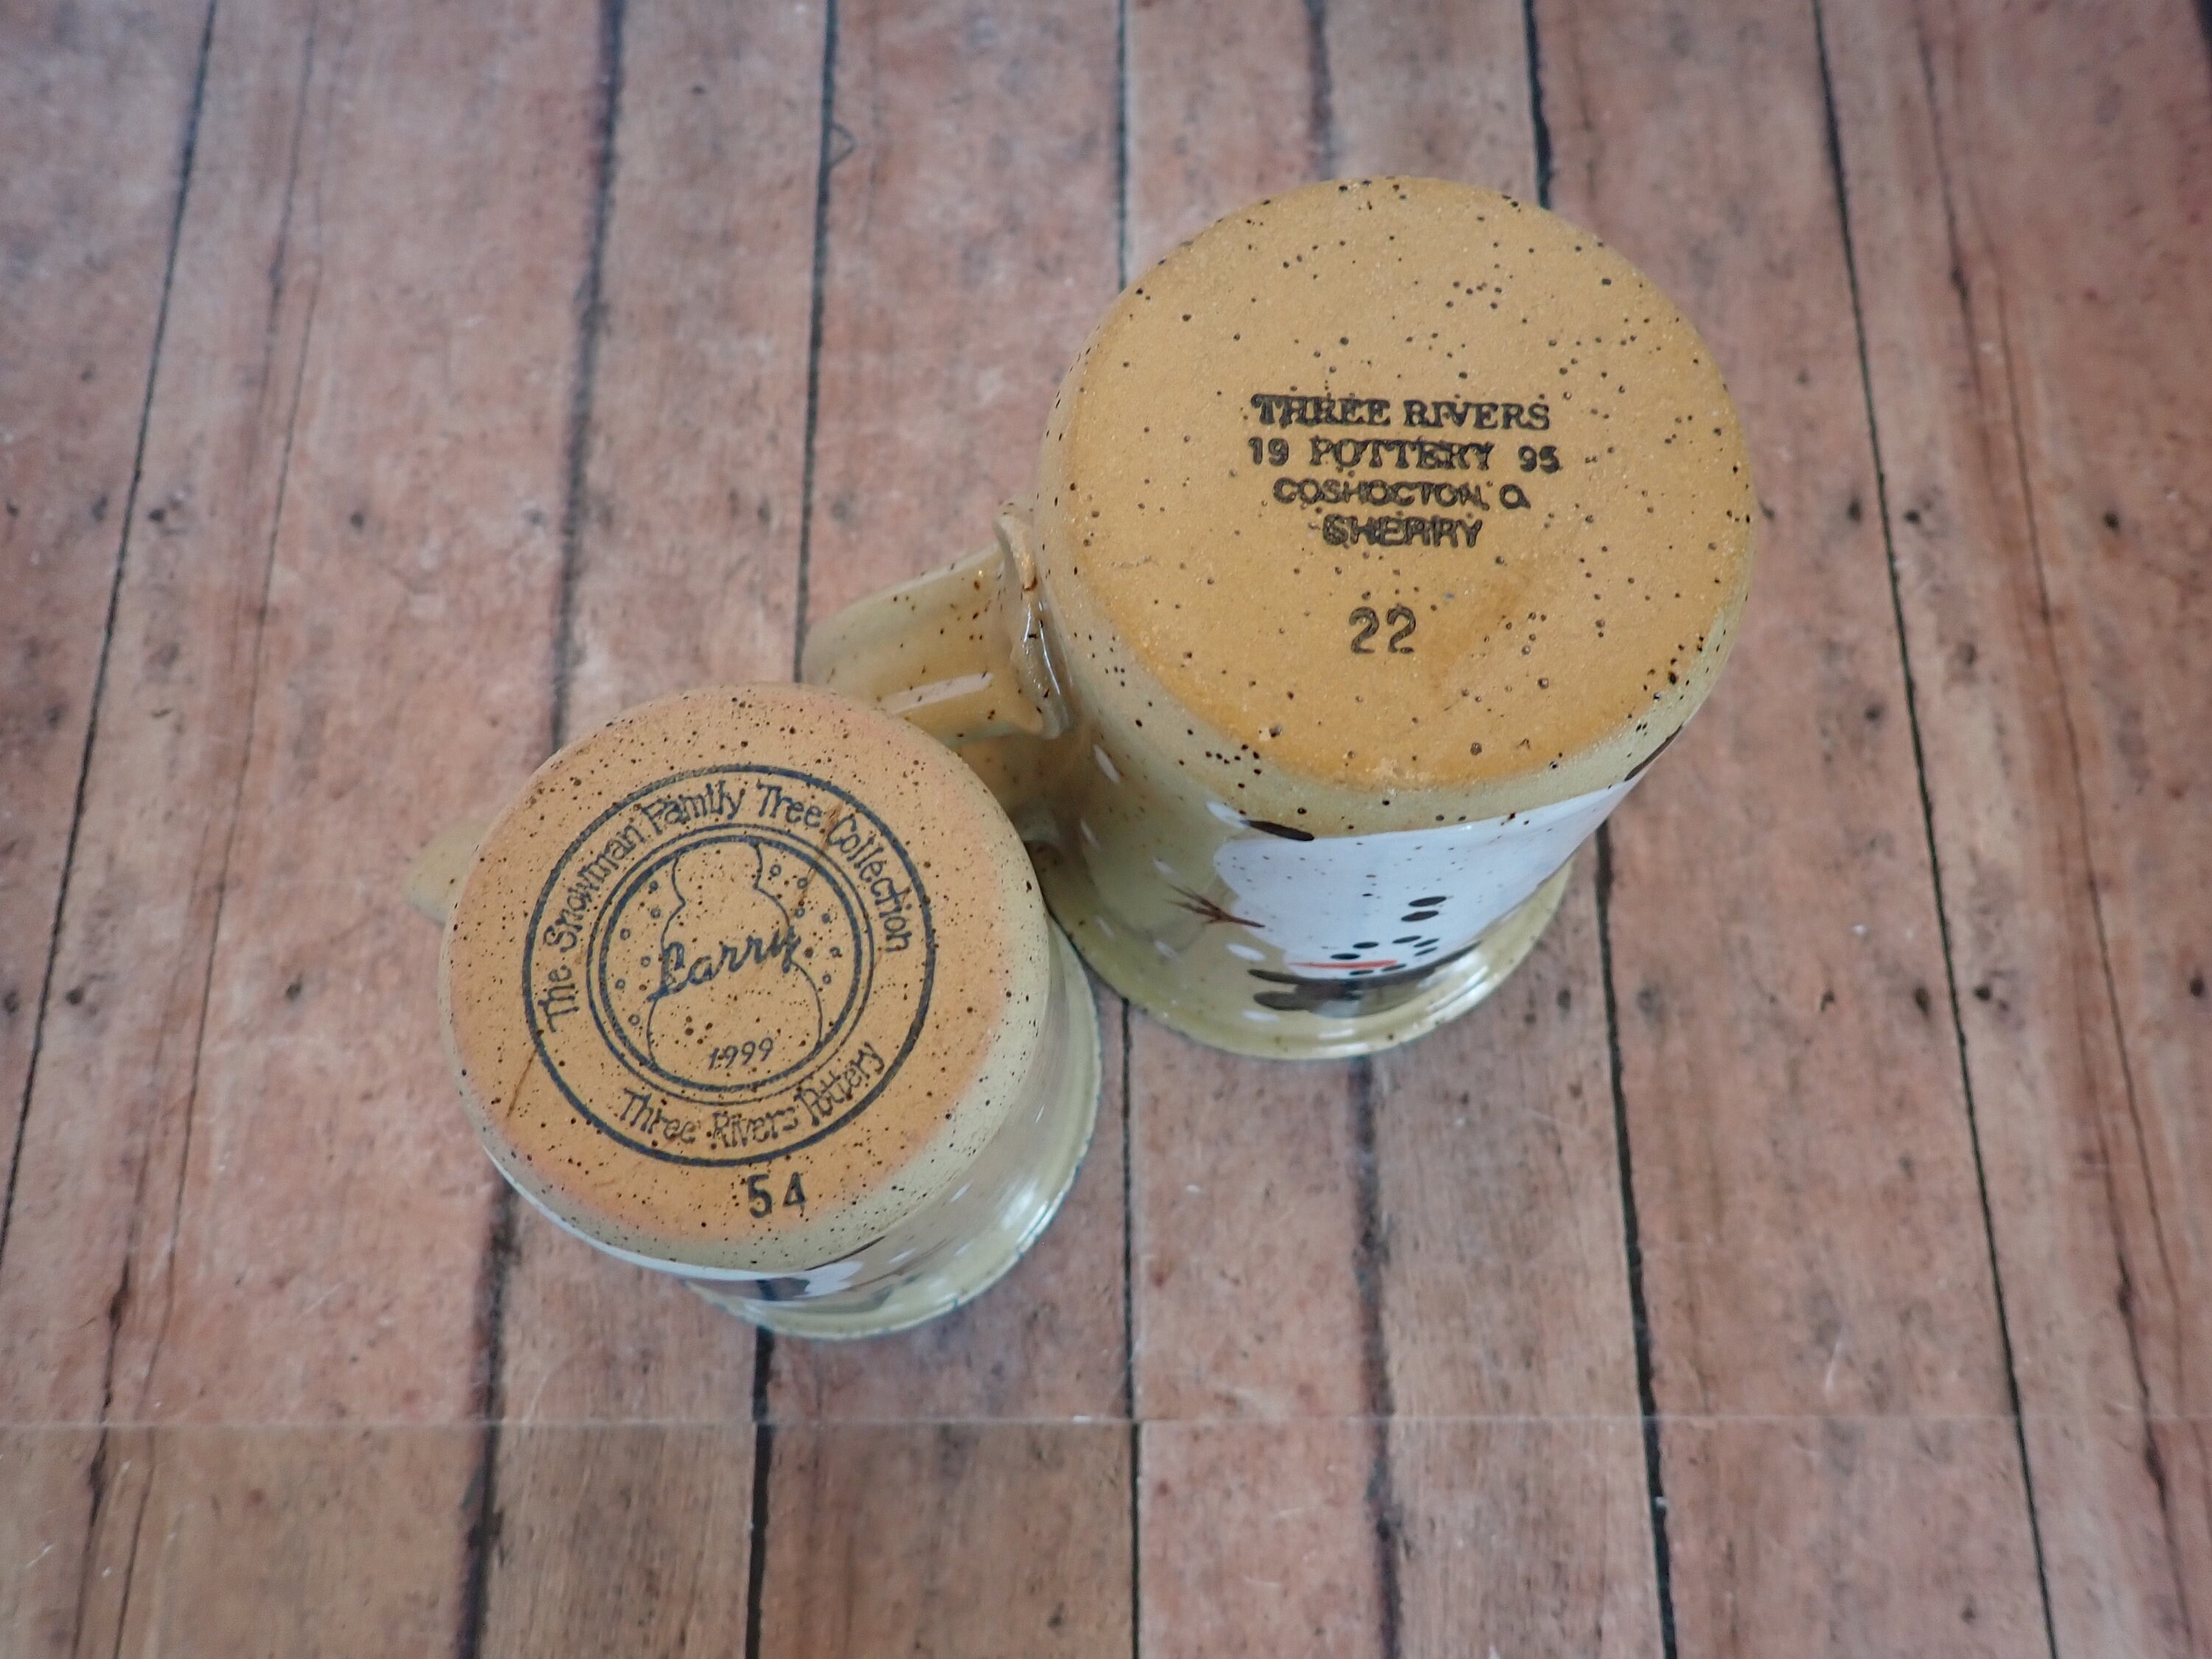 THREE RIVERS
19 POTTERY 95
COSHOCTON, O
SHERRY
22
The Snowman Family Tree Collection
Larry
1999
Three Rivers Pottery
54